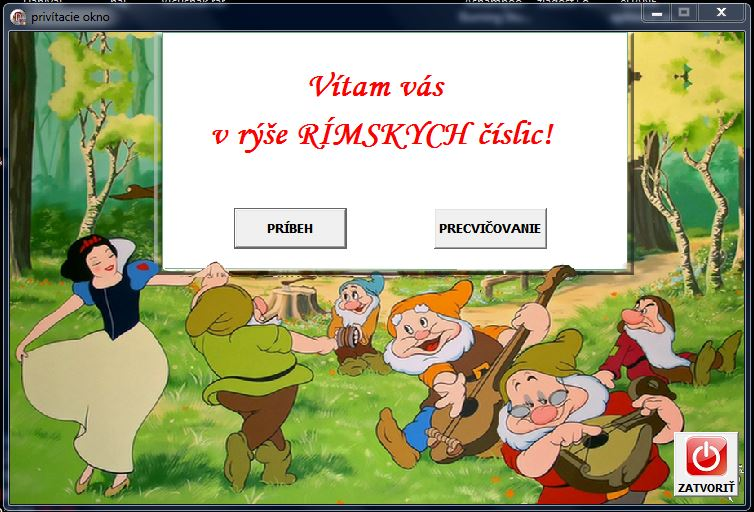 privítacie okno
Vítam vás
v rýše RÍMSKYCH číslic!
PRÍBEH
PRECVIČOVANIE
ZATVORIŤ